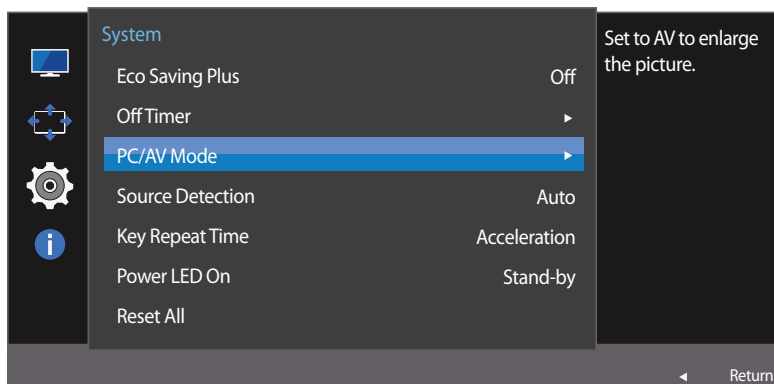 System
Eco Saving Plus Off
Off Timer ►
PC/AV Mode ►
Source Detection Auto
Key Repeat Time Acceleration
Power LED On Stand-by
Reset All
Set to AV to enlarge
the picture.
◄ Return